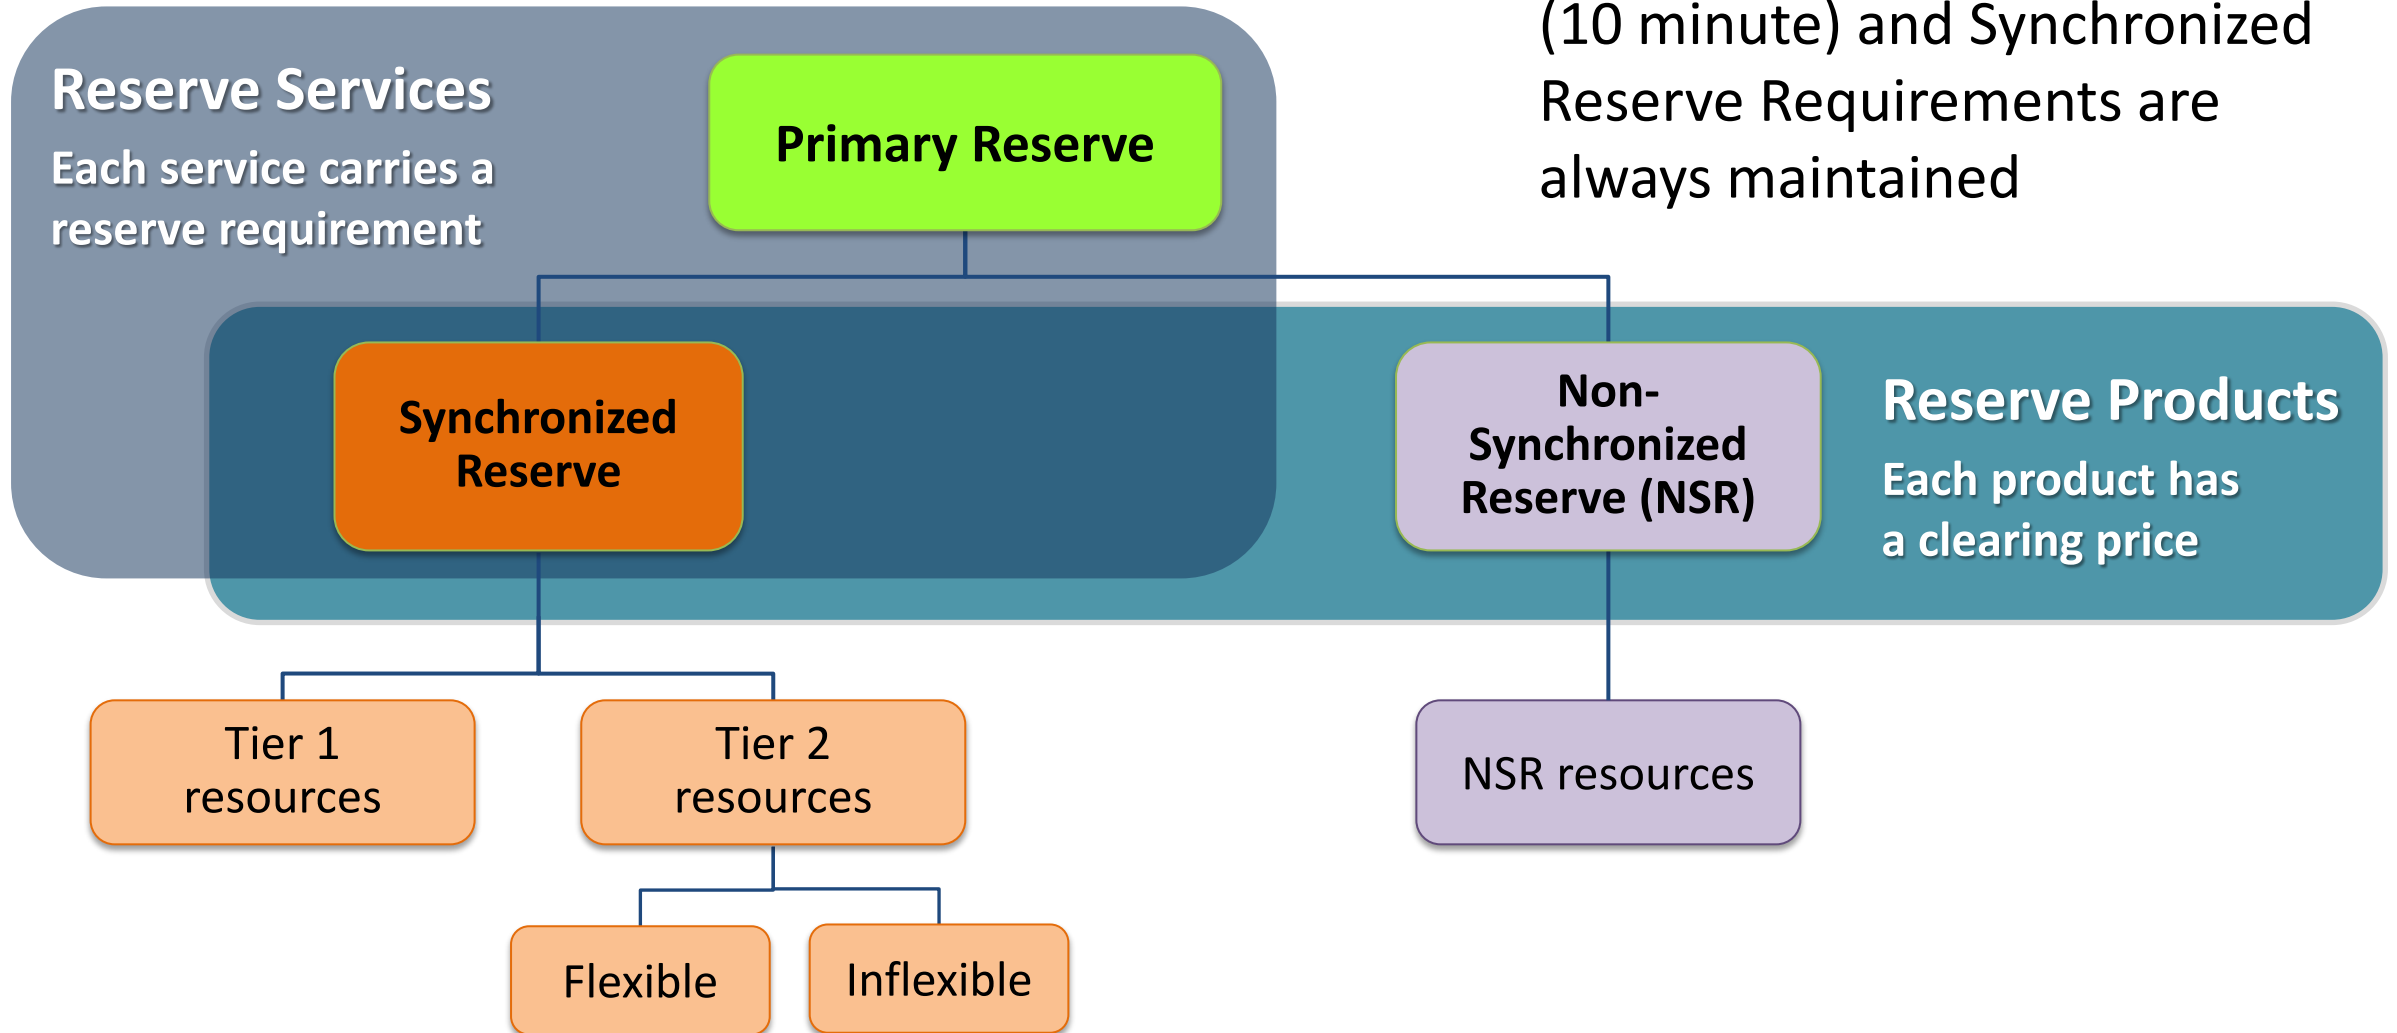 (10 minute) and Synchronized
Reserve Requirements are
always maintained
Reserve Services
Each service carries a
reserve requirement
Primary Reserve
Synchronized
Reserve
Non-
Synchronized
Reserve (NSR)
Reserve Products
Each product has
a clearing price
Tier 1
resources
Tier 2
resources
NSR resources
Flexible
Inflexible